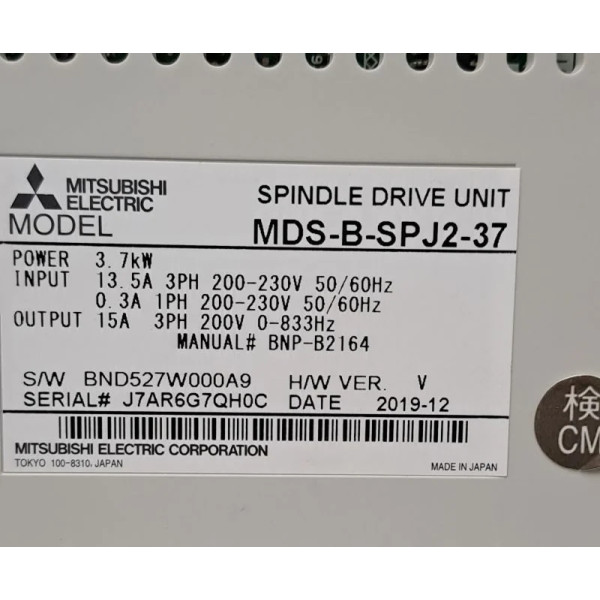 MITSUBISHI
ELECTRIC
SPINDLE DRIVE UNIT
MODEL
MDS-B-SPJ2-37
POWER 3.7kW
INPUT 13.5A 3PH 200-230V 50/60Hz
0.3A 1PH 200-230V 50/60Hz
OUTPUT 15A 3PH 200V 0-833Hz
MANUAL# BNP-B2164
S/W BND527W000A9 H/W VER. V
SERIAL# J7AR6G7QH0C DATE 2019-12
MITSUBISHI ELECTRIC CORPORATION
TOKYO 100-8310, JAPAN
MADE IN JAPAN
検
CM